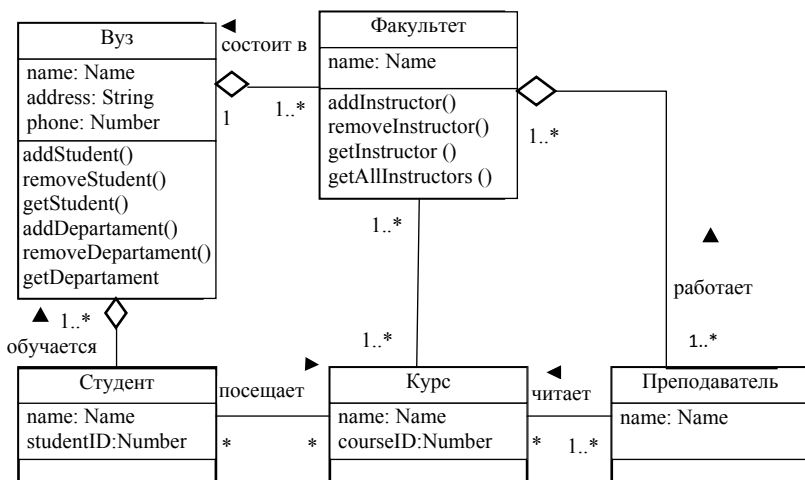 Вуз
name: Name
address: String
phone: Number
addStudent()
removeStudent()
getStudent()
addDepartament()
removeDepartament()
getDepartament
состоит в
1
1..*
Факультет
name: Name
addInstructor()
removeInstructor()
getInstructor ()
getAllInstructors ()
1..*
1..*
работает
1..*
1..*
обучается
1..*
Студент
name: Name
studentID:Number
посещает
*
*
Курс
name: Name
courseID:Number
читает
*
1..*
Преподаватель
name: Name